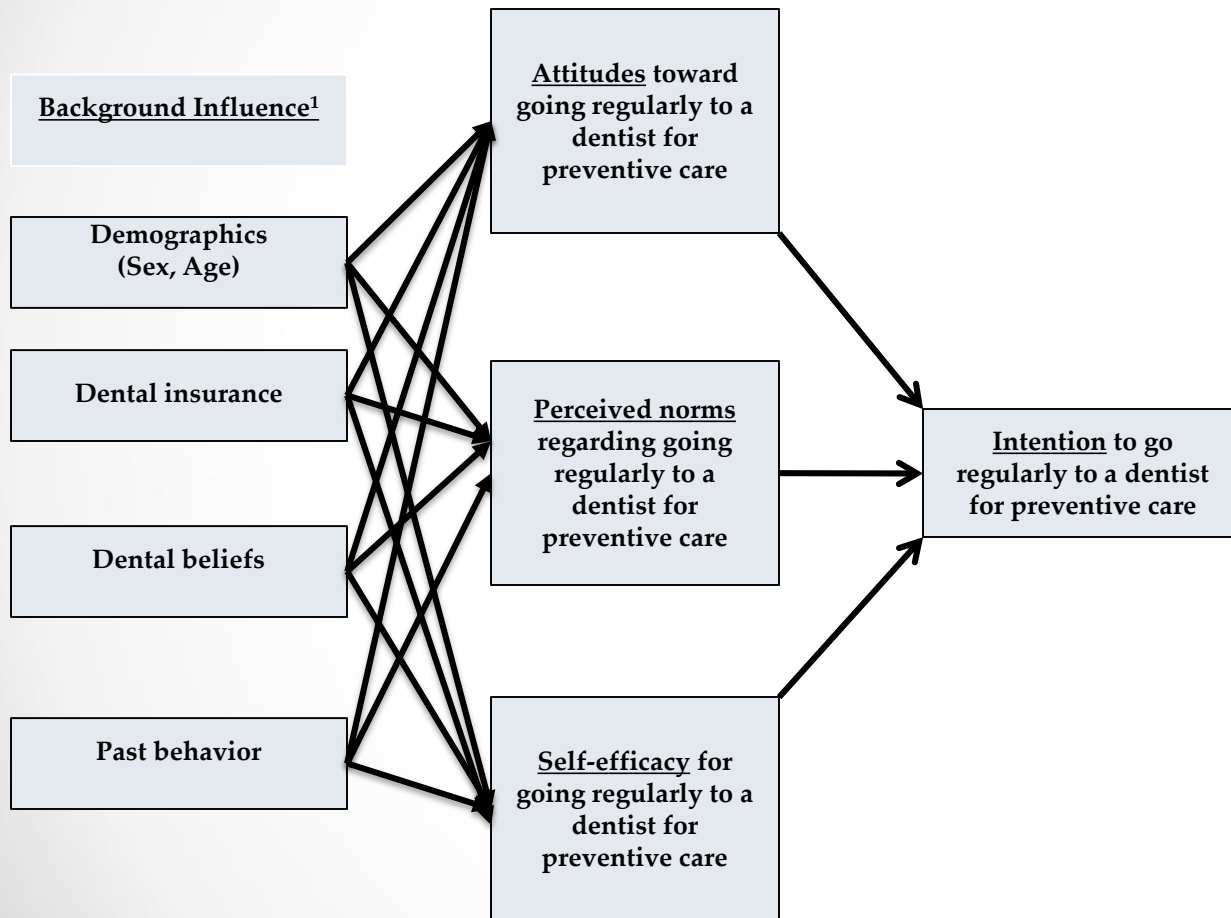 Background Influence¹
Demographics
(Sex, Age)
Dental insurance
Dental beliefs
Past behavior
Attitudes toward
going regularly to a
dentist for
preventive care
Perceived norms
regarding going
regularly to a
dentist for
preventive care
Self-efficacy for
going regularly to a
dentist for
preventive care
Intention to go
regularly to a dentist
for preventive care